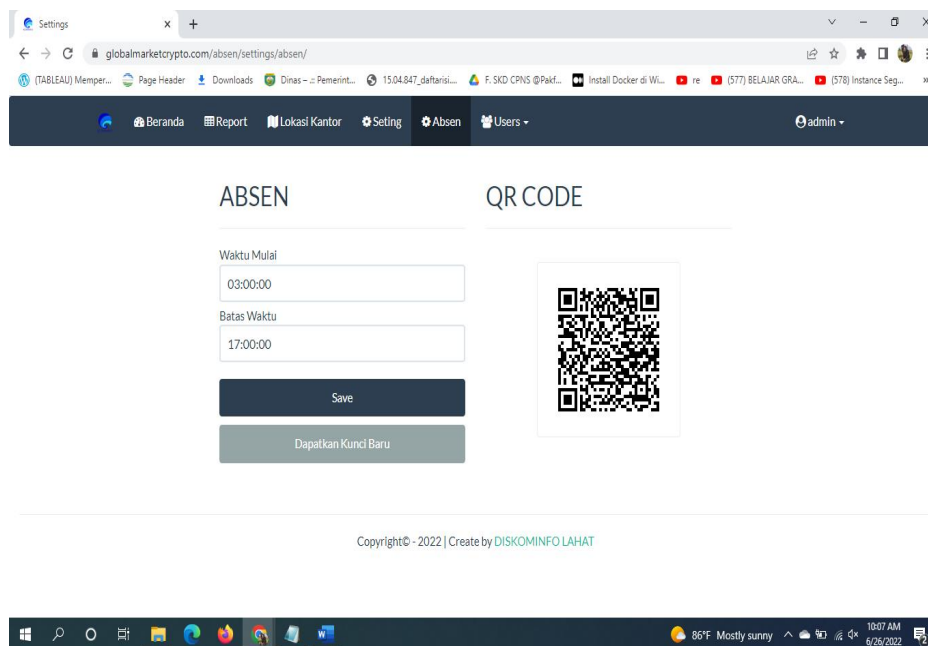 Settings
globalmarketcrypto.com/absen/settings/absen/
(TABLEAU) Memper... Page Header Downloads Dinas – .:: Pemerint... 15.04.847_daftarisi.... F. SKD CPNS @Pakf... Install Docker di Wi... re (577) BELAJAR GRA... (578) Instance Seg...
Beranda Report Lokasi Kantor Seting Absen Users admin
ABSEN QR CODE
Waktu Mulai
03:00:00
Batas Waktu
17:00:00
Save
Dapatkan Kunci Baru
Copyright© - 2022 | Create by DISKOMINFO LAHAT
86°F Mostly sunny
10:07 AM
6/26/2022